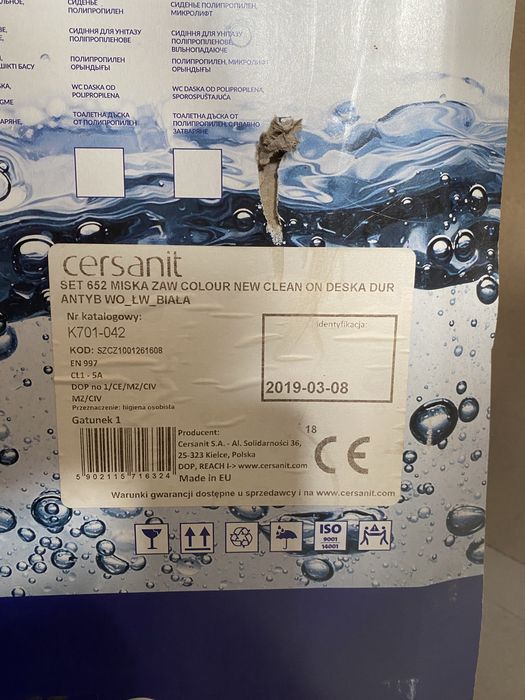 СИДЕНЬЕ
ПОЛИПРОПИЛЕН
СИДЕНЬЕ ПОЛИПРОПИЛЕН,
МИКРОЛИФТ
СИДІННЯ ДЛЯ УНІТАЗУ
ПОЛІПРОПІЛЕНОВЕ
СИДІННЯ ДЛЯ УНІТАЗУ
ПОЛІПРОПІЛЕНОВЕ,
ВІЛЬНОПАДАЮЧЕ
ПОЛИПРОПИЛЕН
ОРЫНДЫҒЫ
ПОЛИПРОПИЛЕН, МИКРОЛИФТ
ОРЫНДЫҒЫ
WC DASKA OD
POLIPROPILENA
WC DASKA OD POLIPROPILENA,
SPOROSPUŠTAJUĆA
ТОАЛЕТНА ДЪСКА
ОТ ПОЛИПРОПИЛЕН
ТОАЛЕТНА ДЪСКА ОТ
ПОЛИПРОПИЛЕН, С ПЛАВНО
ЗАТВАРЯНЕ
cersanit
SET 652 MISKA ZAW COLOUR NEW CLEAN ON DESKA DUR
ANTYB WO_ŁW_BIAŁA
Nr katalogowy:
K701-042
KOD: SZCZ1001261608
EN 997
CL1 - 5A
DOP no 1/CE/MZ/CIV
MZ/CIV
Przeznaczenie: higiena osobista
Gatunek 1
Identyfikacja:
2019-03-08
5 902115 716324
Producent:
Cersanit S.A. - Al. Solidarności 36,
25-323 Kielce, Polska
DOP, REACH I-> www.cersanit.com
Made in EU
18
CE
Warunki gwarancji dostępne u sprzedawcy i na www.cersanit.com
ISO
9001
14001